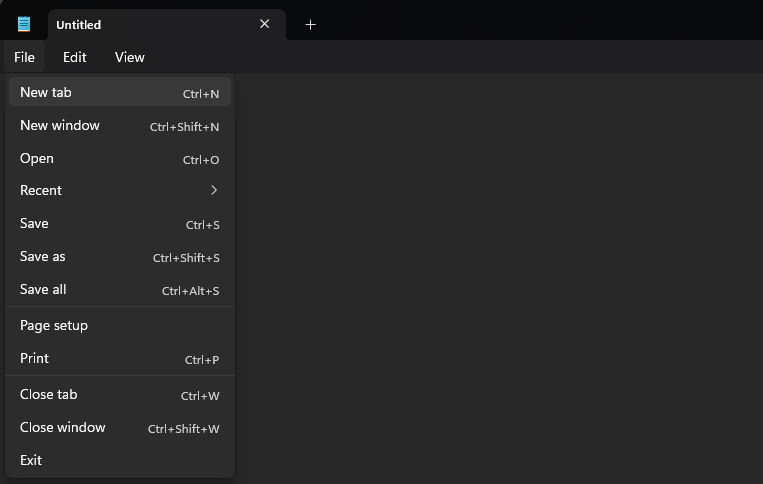 Untitled
File Edit View
New tab Ctrl+N
New window Ctrl+Shift+N
Open Ctrl+O
Recent
Save Ctrl+S
Save as Ctrl+Shift+S
Save all Ctrl+Alt+S
Page setup
Print Ctrl+P
Close tab Ctrl+W
Close window Ctrl+Shift+W
Exit